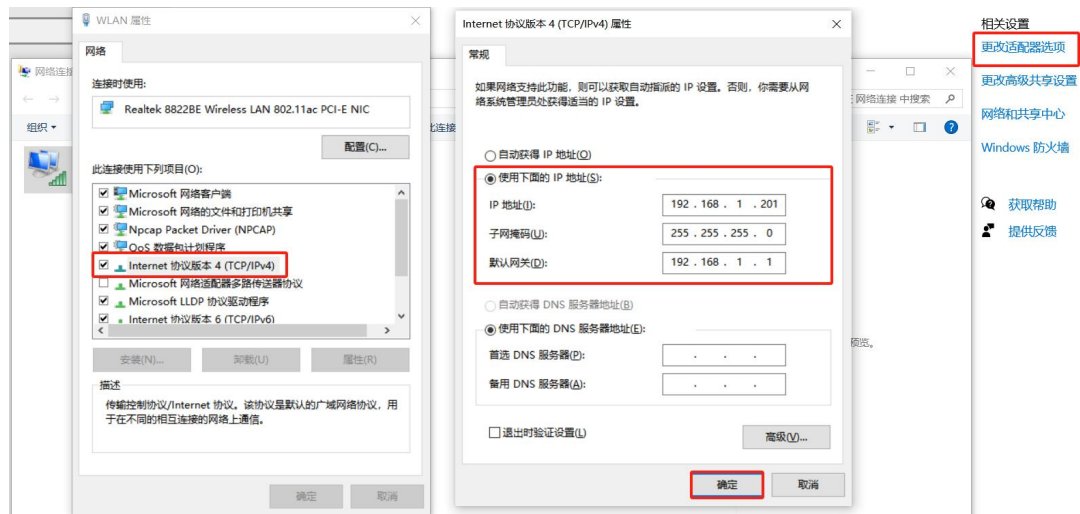 WLAN 属性
网络
连接时使用:
Realtek 8822BE Wireless LAN 802.11ac PCI-E NIC
配置(C)...
此连接使用下列项目(O):
Microsoft 网络客户端
Microsoft 网络的文件和打印机共享
Npcap Packet Driver (NPCAP)
QoS 数据包计划程序
Internet 协议版本 4 (TCP/IPv4)
Microsoft 网络适配器多路传送器协议
Microsoft LLDP 协议驱动程序
Internet 协议版本 6 (TCP/IPv6)
安装(N)...
卸载(U)
属性(R)
描述
传输控制协议/Internet 协议。该协议是默认的广域网络协议，用
于在不同的相互连接的网络上通信。
确定
取消
网络连接
组织
Internet 协议版本 4 (TCP/IPv4) 属性
常规
如果网络支持此功能，则可以获取自动指派的 IP 设置。否则，你需要从网
络系统管理员处获得适当的 IP 设置。
自动获得 IP 地址(O)
使用下面的 IP 地址(S):
IP 地址(I):
192 . 168 . 1 . 201
子网掩码(U):
255 . 255 . 255 . 0
默认网关(D):
192 . 168 . 1 . 1
自动获得 DNS 服务器地址(B)
使用下面的 DNS 服务器地址(E):
首选 DNS 服务器(P):
. . .
备用 DNS 服务器(A):
. . .
退出时验证设置(L)
高级(V)...
确定
取消
网络连接 中搜索
连接
预览。
相关设置
更改适配器选项
更改高级共享设置
网络和共享中心
Windows 防火墙
获取帮助
提供反馈